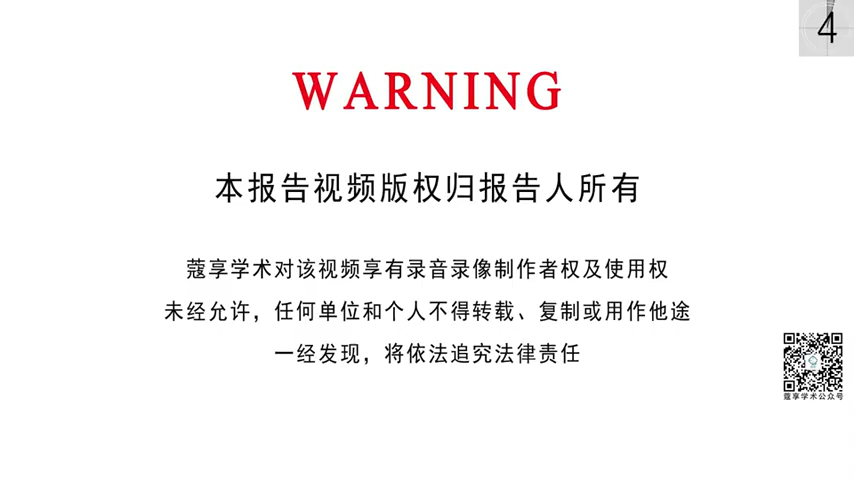 4
WARNING
本报告视频版权归报告人所有
蔻享学术对该视频享有录音录像制作者权及使用权
未经允许，任何单位和个人不得转载、复制或用作他途
一经发现，将依法追究法律责任
蔻享学术公众号